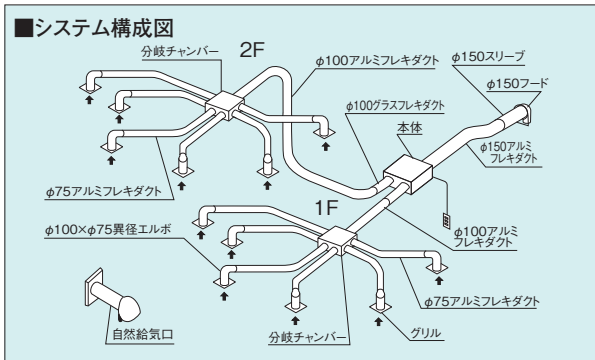 ■システム構成図
分岐チャンバー
2F
φ100アルミフレキダクト
φ150スリーブ
φ150フード
φ100グラスフレキダクト
本体
φ150アルミ
フレキダクト
φ75アルミフレキダクト
1F
φ100×φ75異径エルボ
φ100アルミ
フレキダクト
φ75アルミフレキダクト
自然給気口
分岐チャンバー
グリル